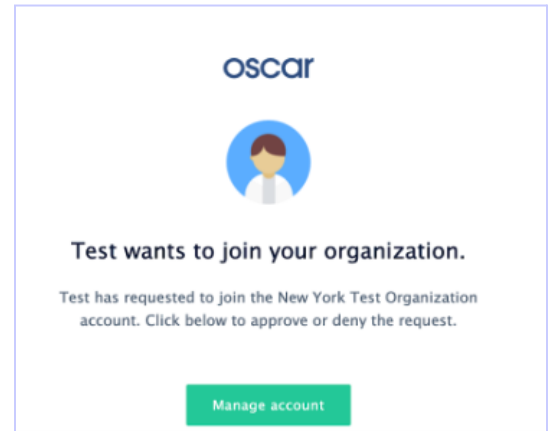 oscar
Test wants to join your organization.
Test has requested to join the New York Test Organization
account. Click below to approve or deny the request.
Manage account